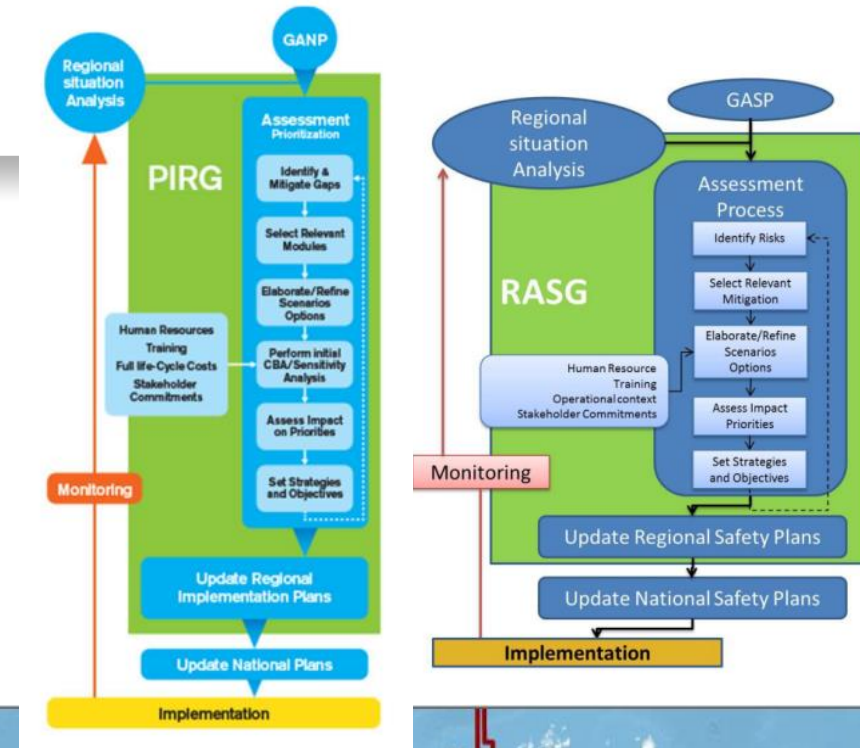 GANP
Regional
situation
Analysis
PIRG
Assessment
Prioritization
Identify &
Mitigate Gaps
Select Relevant
Modules
Elaborate/Refine
Scenarios
Options
Human Resources
Training
Full life-Cycle Costs
Stakeholder
Commitments
Perform initial
CBA/Sensitivity
Analysis
Assess Impact
on Priorities
Set Strategies
and Objectives
Monitoring
Update Regional
Implementation Plans
Update National Plans
Implementation
GASP
Regional
situation
Analysis
RASG
Assessment
Process
Identify Risks
Select Relevant
Mitigation
Elaborate/Refine
Scenarios
Options
Human Resource
Training
Operational context
Stakeholder Commitments
Assess Impact
Priorities
Set Strategies
and Objectives
Monitoring
Update Regional Safety Plans
Update National Safety Plans
Implementation